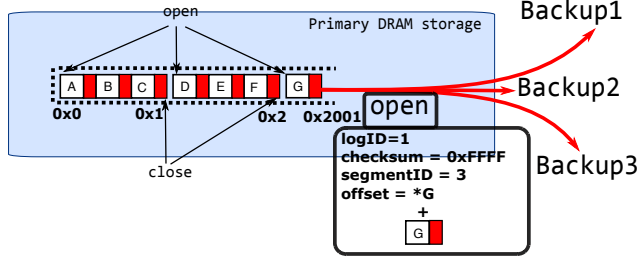 open
Primary DRAM storage
Backup1
A B C D E F G
Backup2
0x0 0x1 0x2 0x2001
open
close
logID=1
checksum = 0xFFFF
segmentID = 3
offset = *G
+
G
Backup3